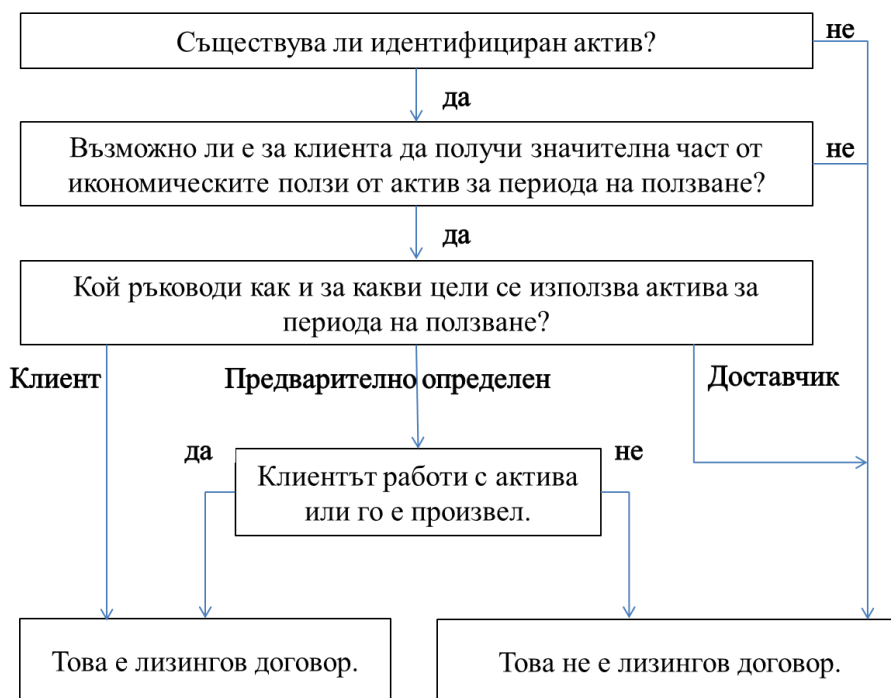 Съществува ли идентифициран актив?
не
да
Възможно ли е за клиента да получи значителна част от
икономическите ползи от актив за периода на ползване?
не
да
Кой ръководи как и за какви цели се използва актива за
периода на ползване?
Клиент
Предварително определен
Доставчик
да
не
Клиентът работи с актива
или го е произвел.
Това е лизингов договор.
Това не е лизингов договор.